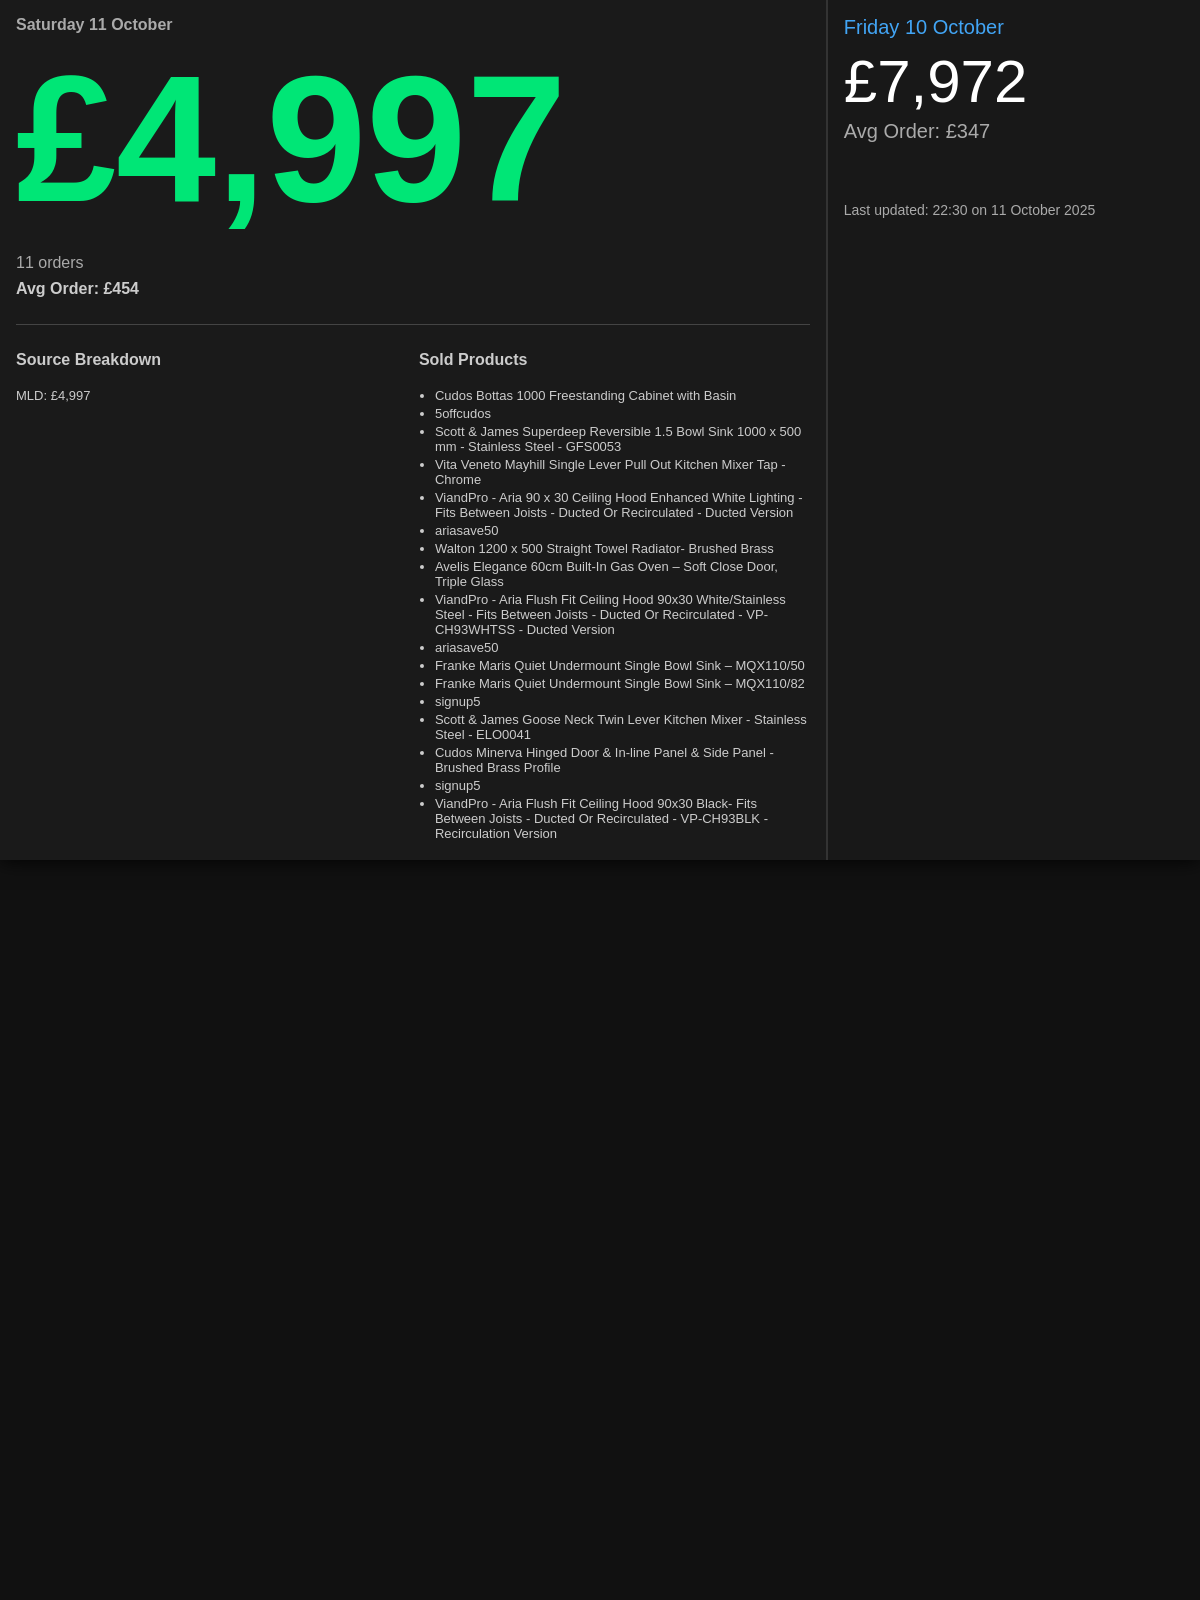 Saturday 11 October
£4,997
11 orders
Avg Order: £454
Source Breakdown
MLD: £4,997
Sold Products
• Cudos Bottas 1000 Freestanding Cabinet with Basin
• 5offcudos
• Scott & James Superdeep Reversible 1.5 Bowl Sink 1000 x 500
mm - Stainless Steel - GFS0053
• Vita Veneto Mayhill Single Lever Pull Out Kitchen Mixer Tap -
Chrome
• ViandPro - Aria 90 x 30 Ceiling Hood Enhanced White Lighting -
Fits Between Joists - Ducted Or Recirculated - Ducted Version
• ariasave50
• Walton 1200 x 500 Straight Towel Radiator- Brushed Brass
• Avelis Elegance 60cm Built-In Gas Oven – Soft Close Door,
Triple Glass
• ViandPro - Aria Flush Fit Ceiling Hood 90x30 White/Stainless
Steel - Fits Between Joists - Ducted Or Recirculated - VP-
CH93WHTSS - Ducted Version
• ariasave50
• Franke Maris Quiet Undermount Single Bowl Sink – MQX110/50
• Franke Maris Quiet Undermount Single Bowl Sink – MQX110/82
• signup5
• Scott & James Goose Neck Twin Lever Kitchen Mixer - Stainless
Steel - ELO0041
• Cudos Minerva Hinged Door & In-line Panel & Side Panel -
Brushed Brass Profile
• signup5
• ViandPro - Aria Flush Fit Ceiling Hood 90x30 Black- Fits
Between Joists - Ducted Or Recirculated - VP-CH93BLK -
Recirculation Version
Friday 10 October
£7,972
Avg Order: £347
Last updated: 22:30 on 11 October 2025